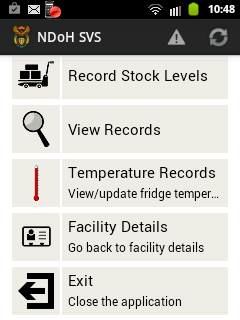 10:48
NDoH SVS
Record Stock Levels
View Records
Temperature Records
View/update fridge temper...
Facility Details
Go back to facility details
Exit
Close the application